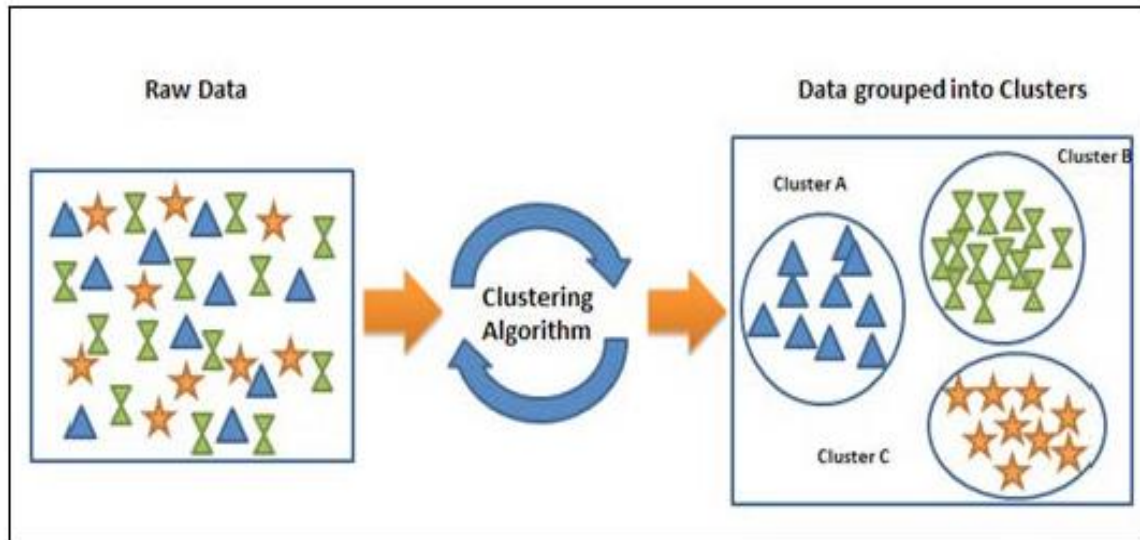 Raw Data
Data grouped into Clusters
Cluster B
Cluster A
Clustering
Algorithm
Cluster C